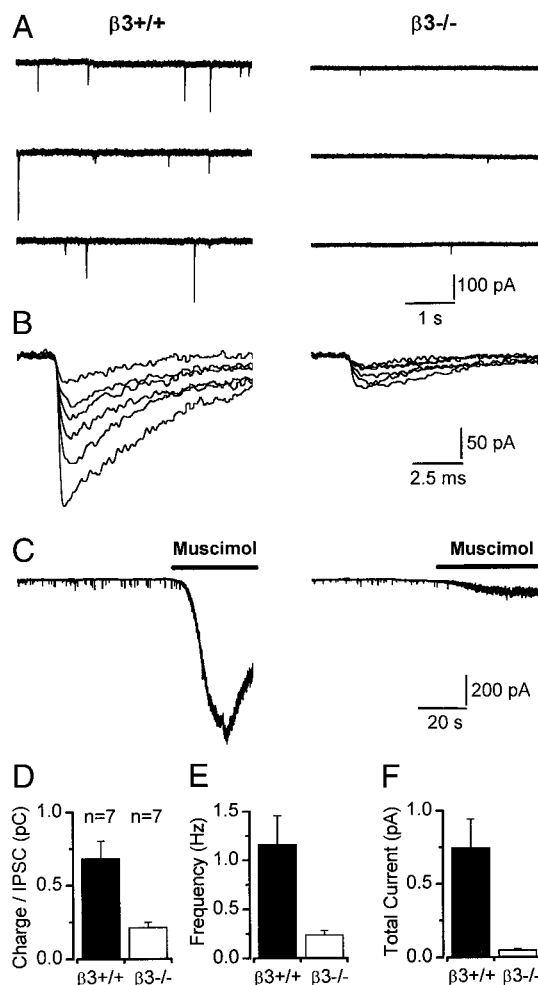 A
β3+/+
β3-/-
100 pA
1 s
B
50 pA
2.5 ms
C
Muscimol
Muscimol
200 pA
20 s
D
Charge / IPSC (pC)
1.0
0.5
0.0
n=7 n=7
β3+/+ β3-/-
E
Frequency (Hz)
1.5
1.0
0.5
0.0
β3+/+ β3-/-
F
Total Current (pA)
1.0
0.5
0.0
β3+/+ β3-/-